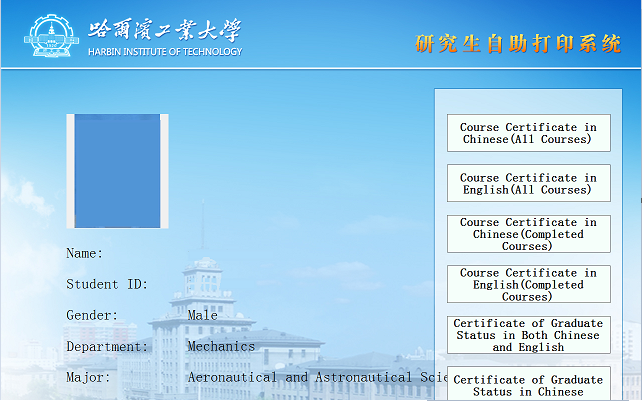 哈爾濱工業大學
HARBIN INSTITUTE OF TECHNOLOGY
研究生自助打印系统
Name:
Student ID:
Gender: Male
Department: Mechanics
Major: Aeronautical and Astronautical Scie
Course Certificate in
Chinese(All Courses)
Course Certificate in
English(All Courses)
Course Certificate in
Chinese(Completed
Courses)
Course Certificate in
English(Completed
Courses)
Certificate of Graduate
Status in Both Chinese
and English
Certificate of Graduate
Status in Chinese